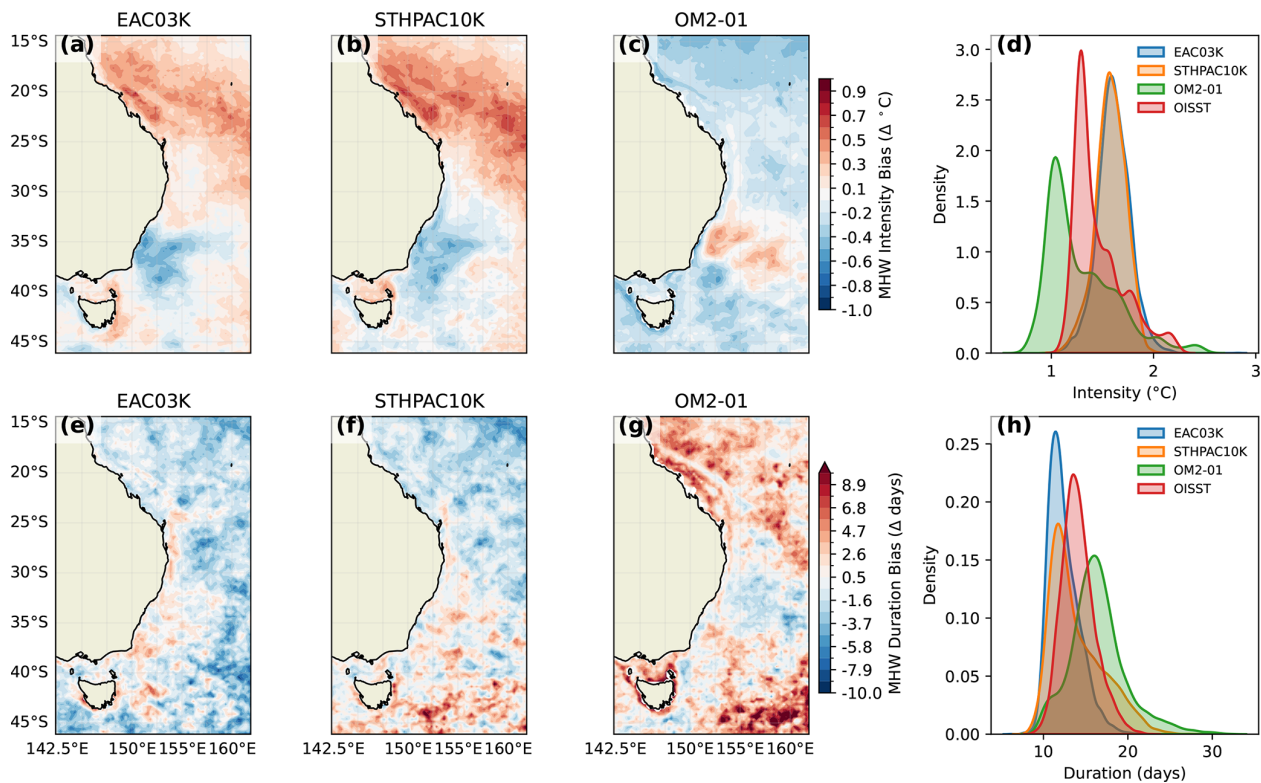 EAC03K
STHPAC10K
OM2-01
(a)
(b)
(c)
(d)
15°S
20°S
25°S
30°S
35°S
40°S
45°S
0.9
0.7
0.5
0.3
0.1
-0.2
-0.4
-0.6
-0.8
-1.0
MHW Intensity Bias (Δ °C)
3.0
2.5
2.0
1.5
1.0
0.5
0.0
Density
EAC03K
STHPAC10K
OM2-01
OISST
1
2
3
Intensity (°C)
EAC03K
STHPAC10K
OM2-01
(e)
(f)
(g)
(h)
15°S
20°S
25°S
30°S
35°S
40°S
45°S
142.5°E
150°E
155°E
160°E
142.5°E
150°E
155°E
160°E
142.5°E
150°E
155°E
160°E
8.9
6.8
4.7
2.6
0.5
-1.6
-3.7
-5.8
-7.9
-10.0
MHW Duration Bias (Δ days)
0.25
0.20
0.15
0.10
0.05
0.00
Density
EAC03K
STHPAC10K
OM2-01
OISST
10
20
30
Duration (days)